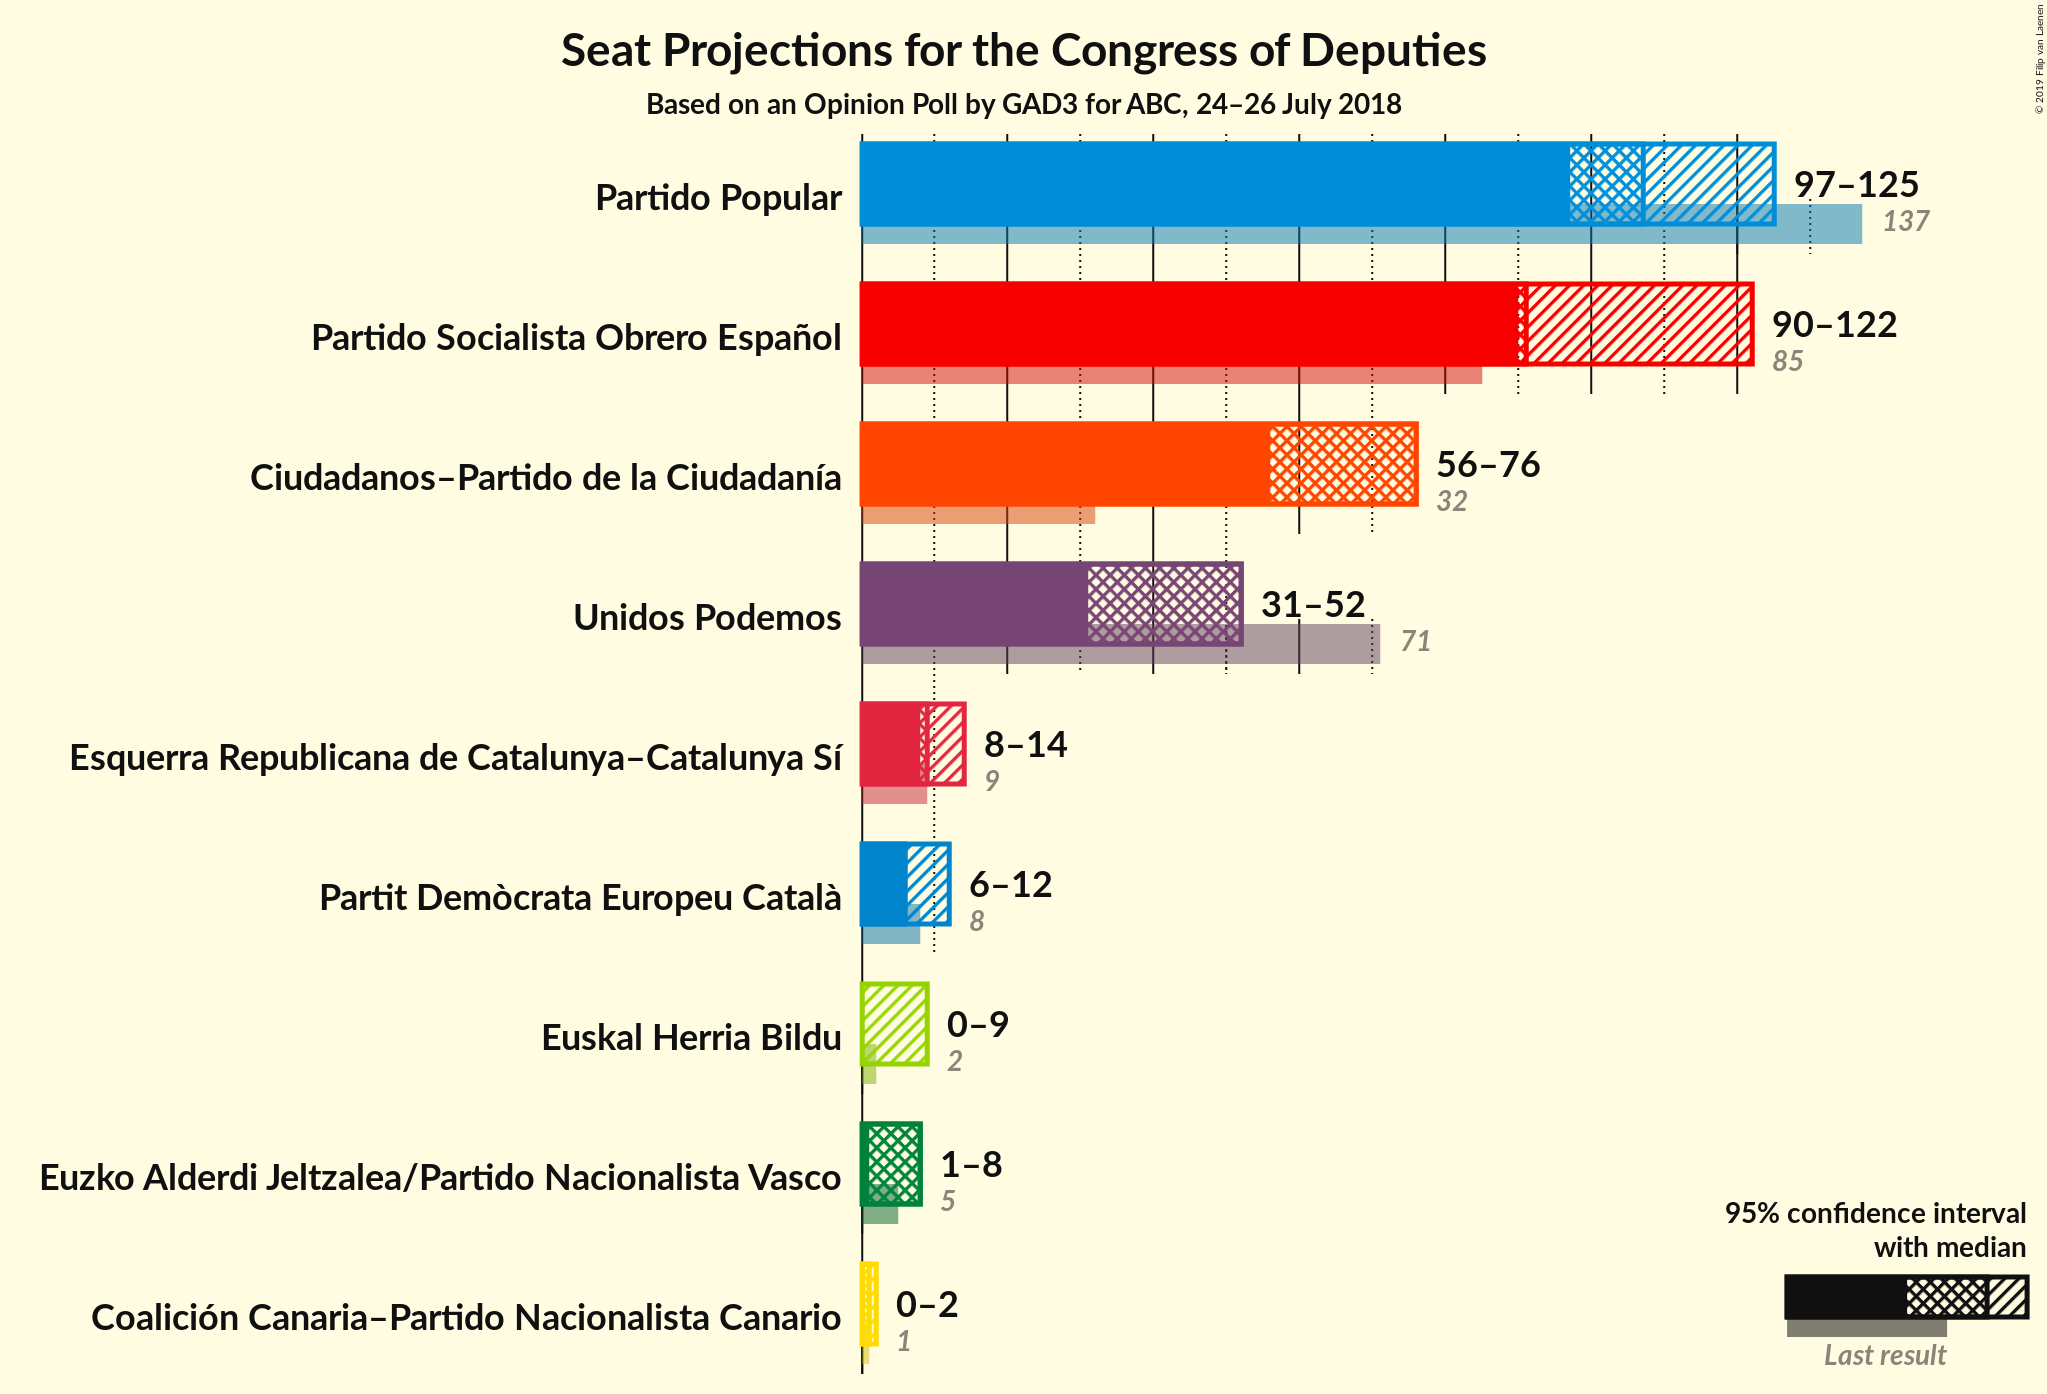 Seat Projections for the Congress of Deputies
Based on an Opinion Poll by GAD3 for ABC, 24–26 July 2018
© 2019 Filip van Laenen
Partido Popular
97–125
137
Partido Socialista Obrero Español
90–122
85
Ciudadanos–Partido de la Ciudadanía
56–76
32
Unidos Podemos
31–52
71
Esquerra Republicana de Catalunya–Catalunya Sí
8–14
9
Partit Demòcrata Europeu Català
6–12
8
Euskal Herria Bildu
0–9
2
Euzko Alderdi Jeltzalea/Partido Nacionalista Vasco
1–8
5
Coalición Canaria–Partido Nacionalista Canario
0–2
1
95% confidence interval
with median
Last result